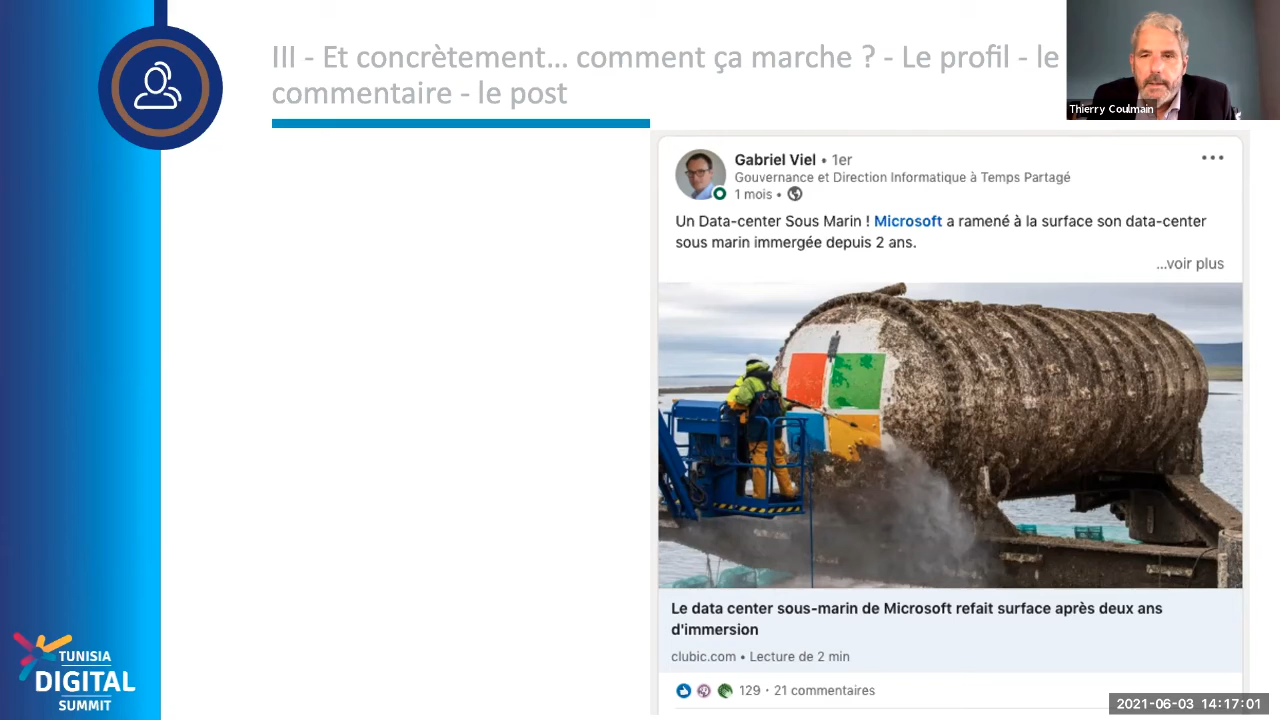 III - Et concrètement... comment ça marche ? - Le profil - le
commentaire - le post
Thierry Coulmain
Gabriel Viel • 1er
Gouvernance et Direction Informatique à Temps Partagé
1 mois •
Un Data-center Sous Marin ! Microsoft a ramené à la surface son data-center
sous marin immergée depuis 2 ans.
...voir plus
Le data center sous-marin de Microsoft refait surface après deux ans
d'immersion
clubic.com • Lecture de 2 min
129 · 21 commentaires
TUNISIA
DIGITAL
SUMMIT
2021-06-03 14:17:01